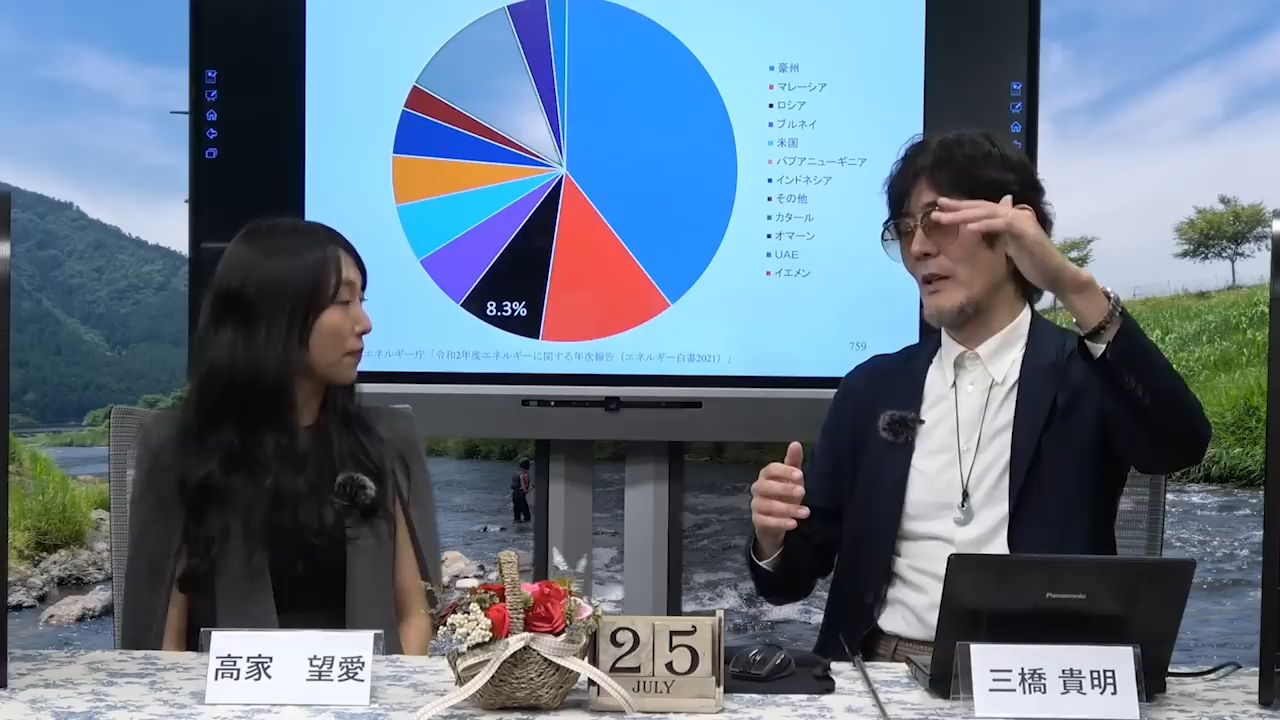 豪州
マレーシア
ロシア
ブルネイ
米国
パプアニューギニア
インドネシア
その他
カタール
オマーン
UAE
イエメン
8.3%
エネルギー庁「令和2年度エネルギーに関する年次報告（エネルギー白書2021）」
759
高家 望愛
25
JULY
Panasonic
三橋 貴明